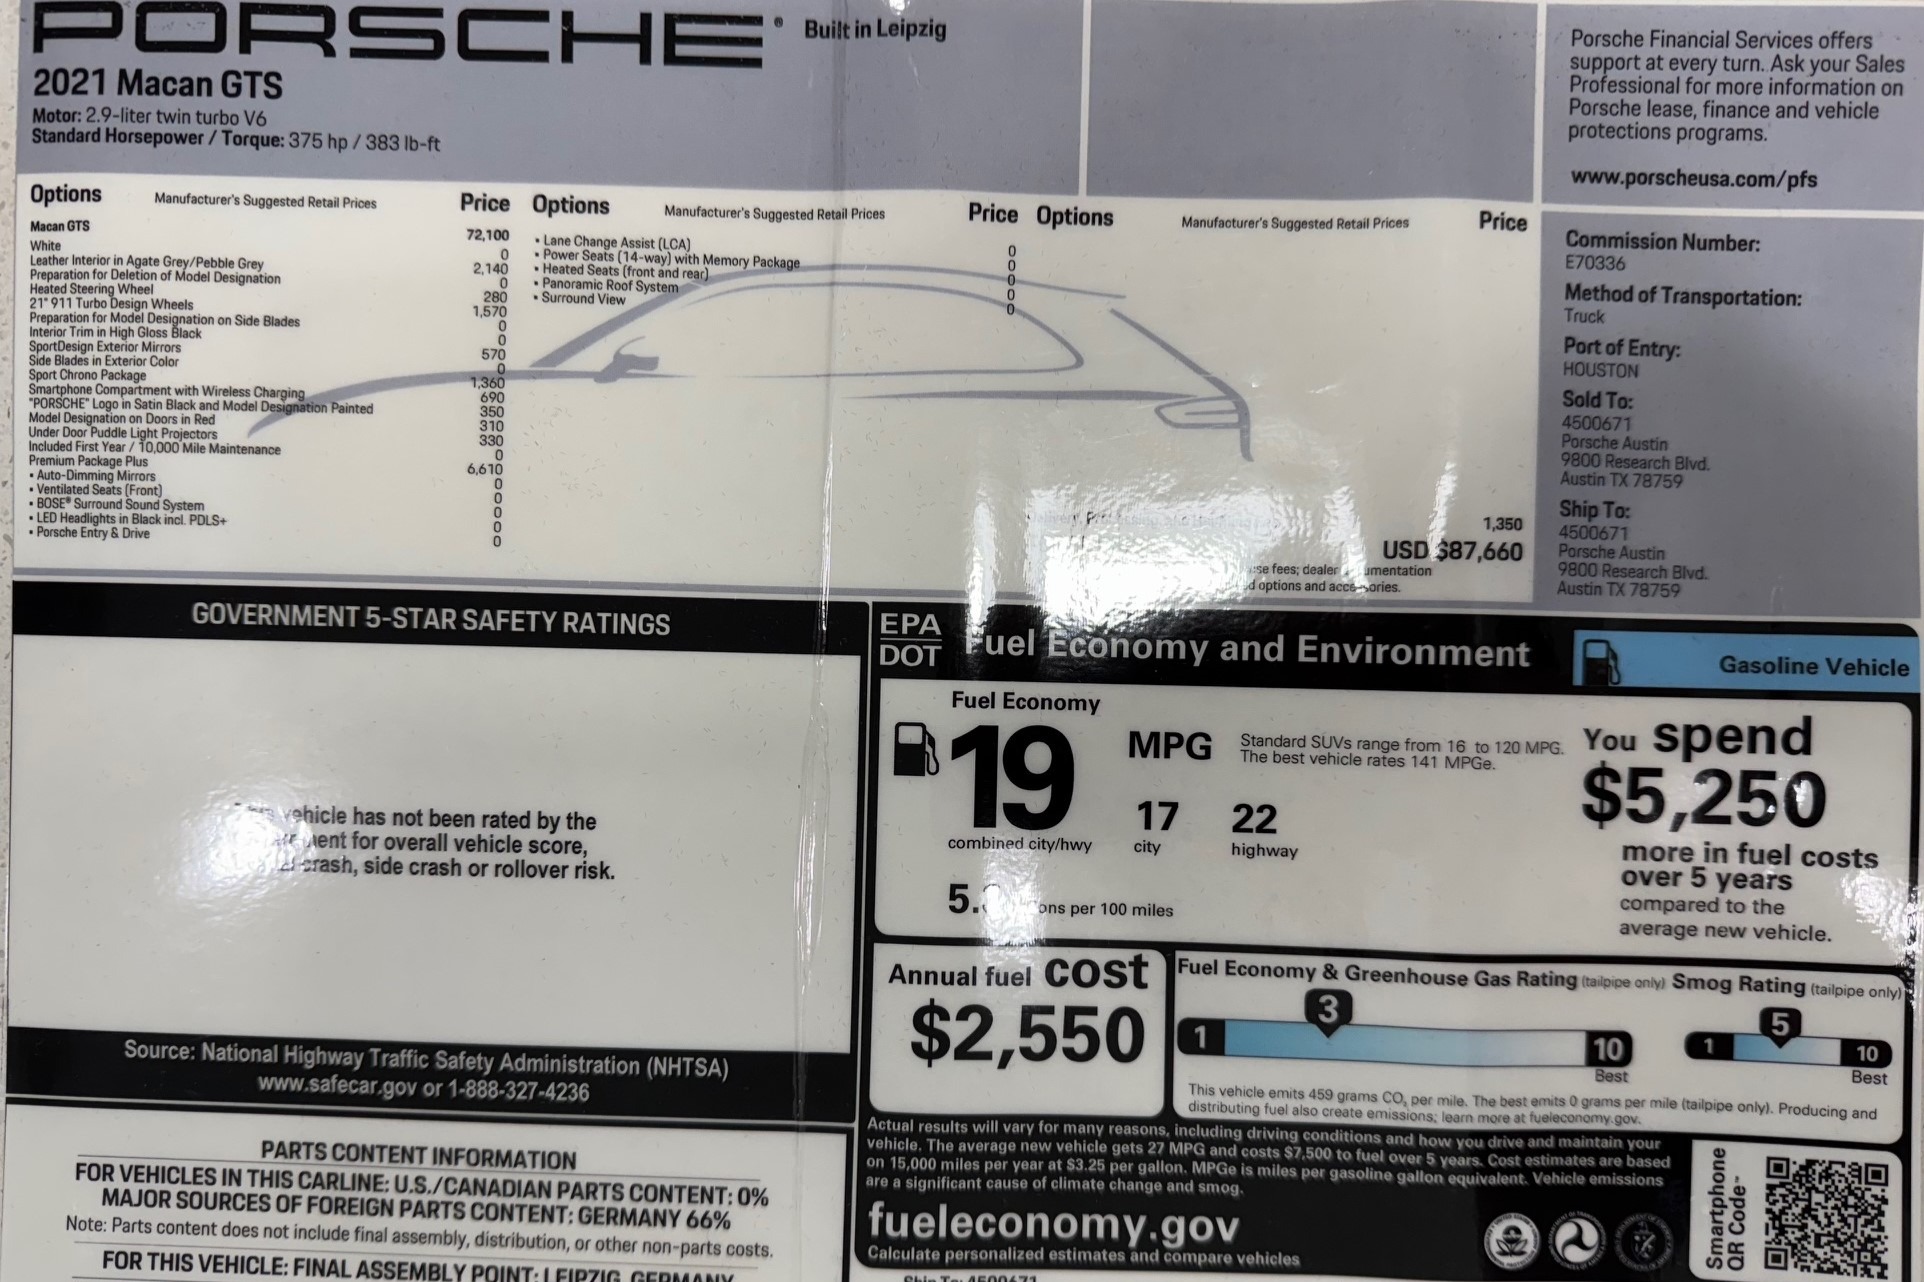 PORSCHE® Built in Leipzig
2021 Macan GTS
Motor: 2.9-liter twin turbo V6
Standard Horsepower / Torque: 375 hp / 383 lb-ft
Options Manufacturer's Suggested Retail Prices Price
Macan GTS 72,100
White 0
Leather Interior in Agate Grey/Pebble Grey 2,140
Preparation for Deletion of Model Designation 0
Heated Steering Wheel 280
21" 911 Turbo Design Wheels 1,570
Preparation for Model Designation on Side Blades 0
Interior Trim in High Gloss Black 0
SportDesign Exterior Mirrors 570
Side Blades in Exterior Color 0
Sport Chrono Package 1,360
Smartphone Compartment with Wireless Charging 690
"PORSCHE" Logo in Satin Black and Model Designation Painted 350
Model Designation on Doors in Red 310
Under Door Puddle Light Projectors 330
Included First Year / 10,000 Mile Maintenance 0
Premium Package Plus 6,610
• Auto-Dimming Mirrors 0
• Ventilated Seats (Front) 0
• BOSE® Surround Sound System 0
• LED Headlights in Black incl. PDLS+ 0
• Porsche Entry & Drive 0
Options Manufacturer's Suggested Retail Prices Price
• Lane Change Assist (LCA) 0
• Power Seats (14-way) with Memory Package 0
• Heated Seats (front and rear) 0
• Panoramic Roof System 0
• Surround View 0
Options Manufacturer's Suggested Retail Prices Price
1,350
USD $87,660
fees; dealer
options and accessories.
Porsche Financial Services offers
support at every turn. Ask your Sales
Professional for more information on
Porsche lease, finance and vehicle
protections programs.
www.porscheusa.com/pfs
Commission Number:
E70336
Method of Transportation:
Truck
Port of Entry:
HOUSTON
Sold To:
4500671
Porsche Austin
9800 Research Blvd.
Austin TX 78759
Ship To:
4500671
Porsche Austin
9800 Research Blvd.
Austin TX 78759
GOVERNMENT 5-STAR SAFETY RATINGS
vehicle has not been rated by the
for overall vehicle score,
crash, side crash or rollover risk.
Source: National Highway Traffic Safety Administration (NHTSA)
www.safecar.gov or 1-888-327-4236
PARTS CONTENT INFORMATION
FOR VEHICLES IN THIS CARLINE: U.S./CANADIAN PARTS CONTENT: 0%
MAJOR SOURCES OF FOREIGN PARTS CONTENT: GERMANY 66%
Note: Parts content does not include final assembly, distribution, or other non-parts costs.
FOR THIS VEHICLE: FINAL ASSEMBLY POINT: LEIPZIG, GERMANY
EPA
DOT
Fuel Economy and Environment
Gasoline Vehicle
Fuel Economy
19 MPG
combined city/hwy
17
city
22
highway
per 100 miles
Standard SUVs range from 16 to 120 MPG.
The best vehicle rates 141 MPGe.
You spend
$5,250
more in fuel costs
over 5 years
compared to the
average new vehicle.
Annual fuel cost
$2,550
Fuel Economy & Greenhouse Gas Rating (tailpipe only)
3
1 10
Best
Smog Rating (tailpipe only)
5
1 10
Best
This vehicle emits 459 grams CO₂ per mile. The best emits 0 grams per mile (tailpipe only). Producing and
distributing fuel also create emissions; learn more at fueleconomy.gov.
Actual results will vary for many reasons, including driving conditions and how you drive and maintain your
vehicle. The average new vehicle gets 27 MPG and costs $7,500 to fuel over 5 years. Cost estimates are based
on 15,000 miles per year at $3.25 per gallon. MPGe is miles per gasoline gallon equivalent. Vehicle emissions
are a significant cause of climate change and smog.
fueleconomy.gov
Calculate personalized estimates and compare vehicles
Smartphone
QR Code™
Ship To: 4500671